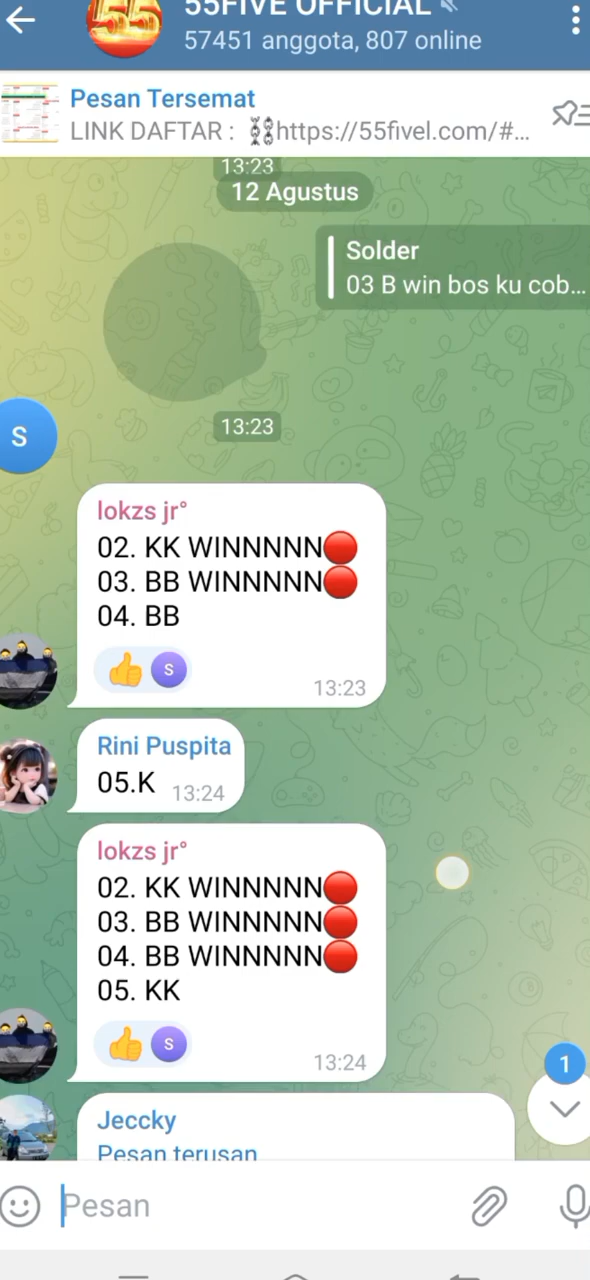 55FIVE OFFICIAL
57451 anggota, 807 online
Pesan Tersemat
LINK DAFTAR : ⛓️⛓️https://55fivel.com/#...
13:23
12 Agustus
Solder
03 B win bos ku cob...
13:23
S
lokzs jr°
02. KK WINNNNN🔴
03. BB WINNNNN🔴
04. BB
👍 S
13:23
Rini Puspita
05.K 13:24
lokzs jr°
02. KK WINNNNN🔴
03. BB WINNNNN🔴
04. BB WINNNNN🔴
05. KK
👍 S
13:24
1
Jeccky
Pesan terusan
Pesan